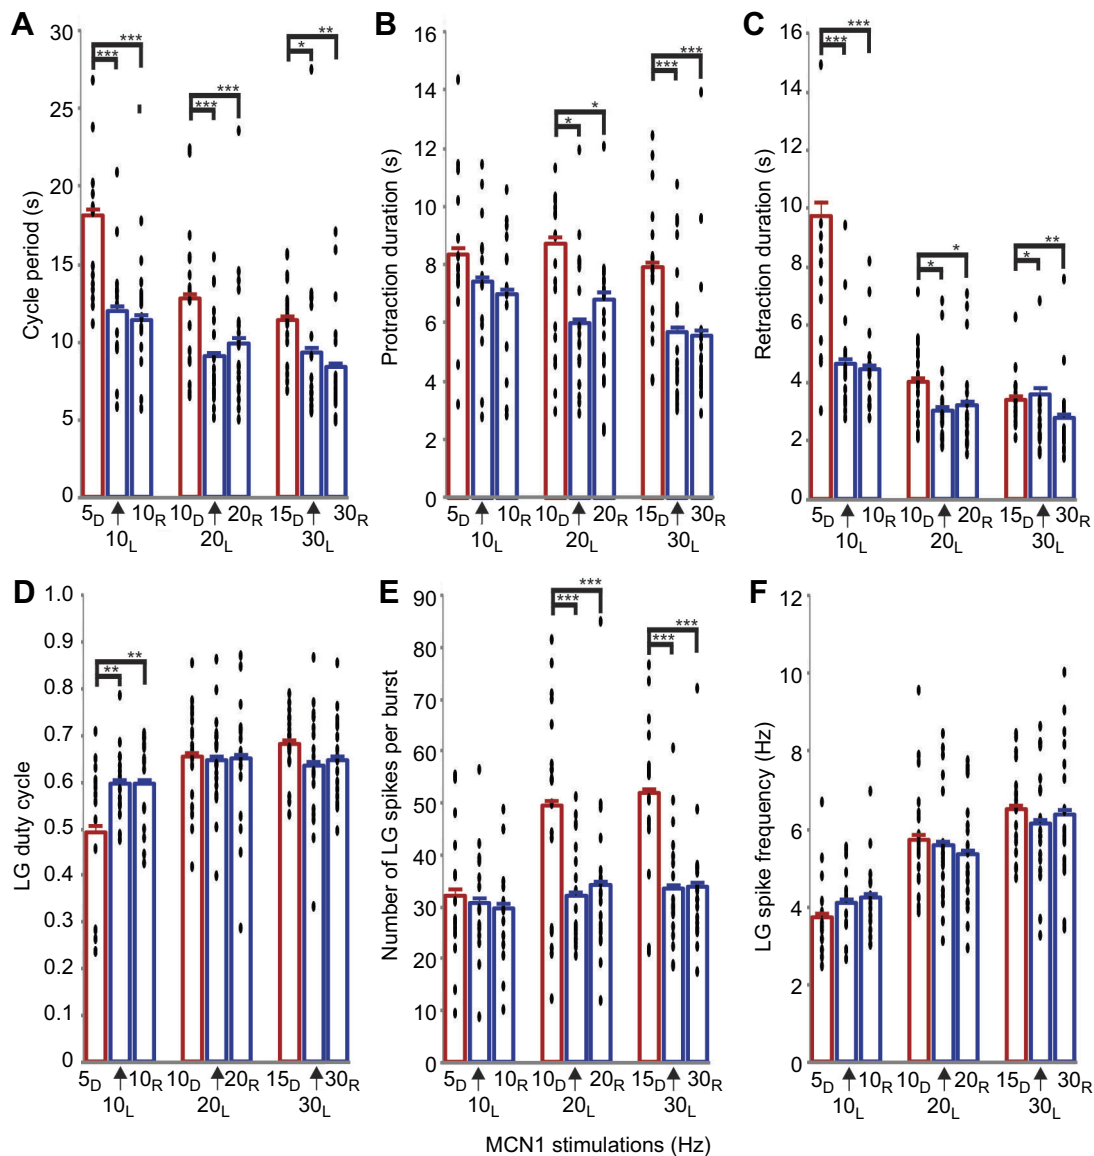 A
Cycle period (s)
30
25
20
15
10
5
0
*** ***
*** ***
* **
5D 10R 10D 20R 15D 30R
10L 20L 30L
B
Protraction duration (s)
16
14
12
10
8
6
4
2
0
* *
*** ***
5D 10R 10D 20R 15D 30R
10L 20L 30L
C
Retraction duration (s)
16
14
12
10
8
6
4
2
0
*** ***
* *
* **
5D 10R 10D 20R 15D 30R
10L 20L 30L
D
LG duty cycle
1.0
0.9
0.8
0.7
0.6
0.5
0.4
0.3
0.2
0.1
0
** **
5D 10R 10D 20R 15D 30R
10L 20L 30L
E
Number of LG spikes per burst
90
80
70
60
50
40
30
20
10
0
*** ***
*** ***
5D 10R 10D 20R 15D 30R
10L 20L 30L
F
LG spike frequency (Hz)
12
10
8
6
4
2
0
5D 10R 10D 20R 15D 30R
10L 20L 30L
MCN1 stimulations (Hz)